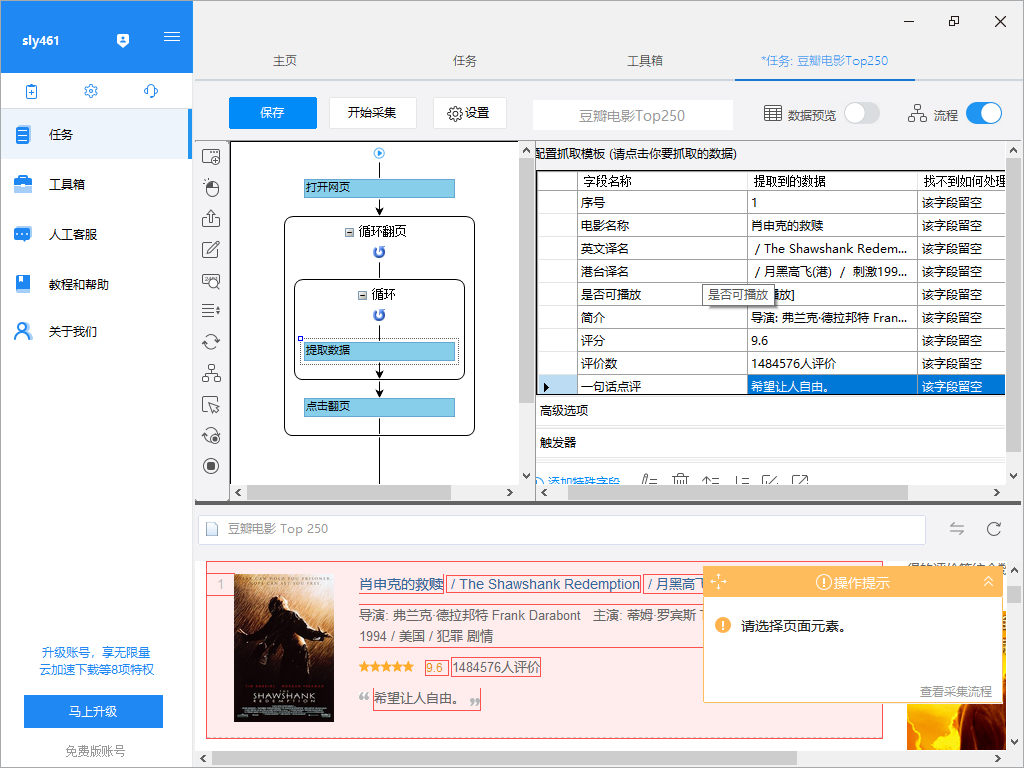 sly461
主页
任务
工具箱
*任务: 豆瓣电影Top250
保存
开始采集
设置
豆瓣电影Top250
数据预览
流程
任务
工具箱
人工客服
教程和帮助
关于我们
升级账号，享无限量
云加速下载等8项特权
马上升级
免费版账号
打开网页
循环翻页
循环
提取数据
点击翻页
配置抓取模板 (请点击你要抓取的数据)
字段名称 提取到的数据 找不到如何处理
序号 1 该字段留空
电影名称 肖申克的救赎 该字段留空
英文译名 / The Shawshank Redem... 该字段留空
港台译名 / 月黑高飞(港) / 刺激199... 该字段留空
是否可播放 是否可播放 播放] 该字段留空
简介 导演: 弗兰克·德拉邦特 Fran... 该字段留空
评分 9.6 该字段留空
评价数 1484576人评价 该字段留空
一句话点评 希望让人自由。 该字段留空
高级选项
触发器
添加特殊字段
豆瓣电影 Top 250
1
肖申克的救赎 / The Shawshank Redemption / 月黑高飞
导演: 弗兰克·德拉邦特 Frank Darabont 主演: 蒂姆·罗宾斯
1994 / 美国 / 犯罪 剧情
9.6 1484576人评价
“希望让人自由。”
THE
SHAWSHANK
REDEMPTION
操作提示
请选择页面元素。
查看采集流程